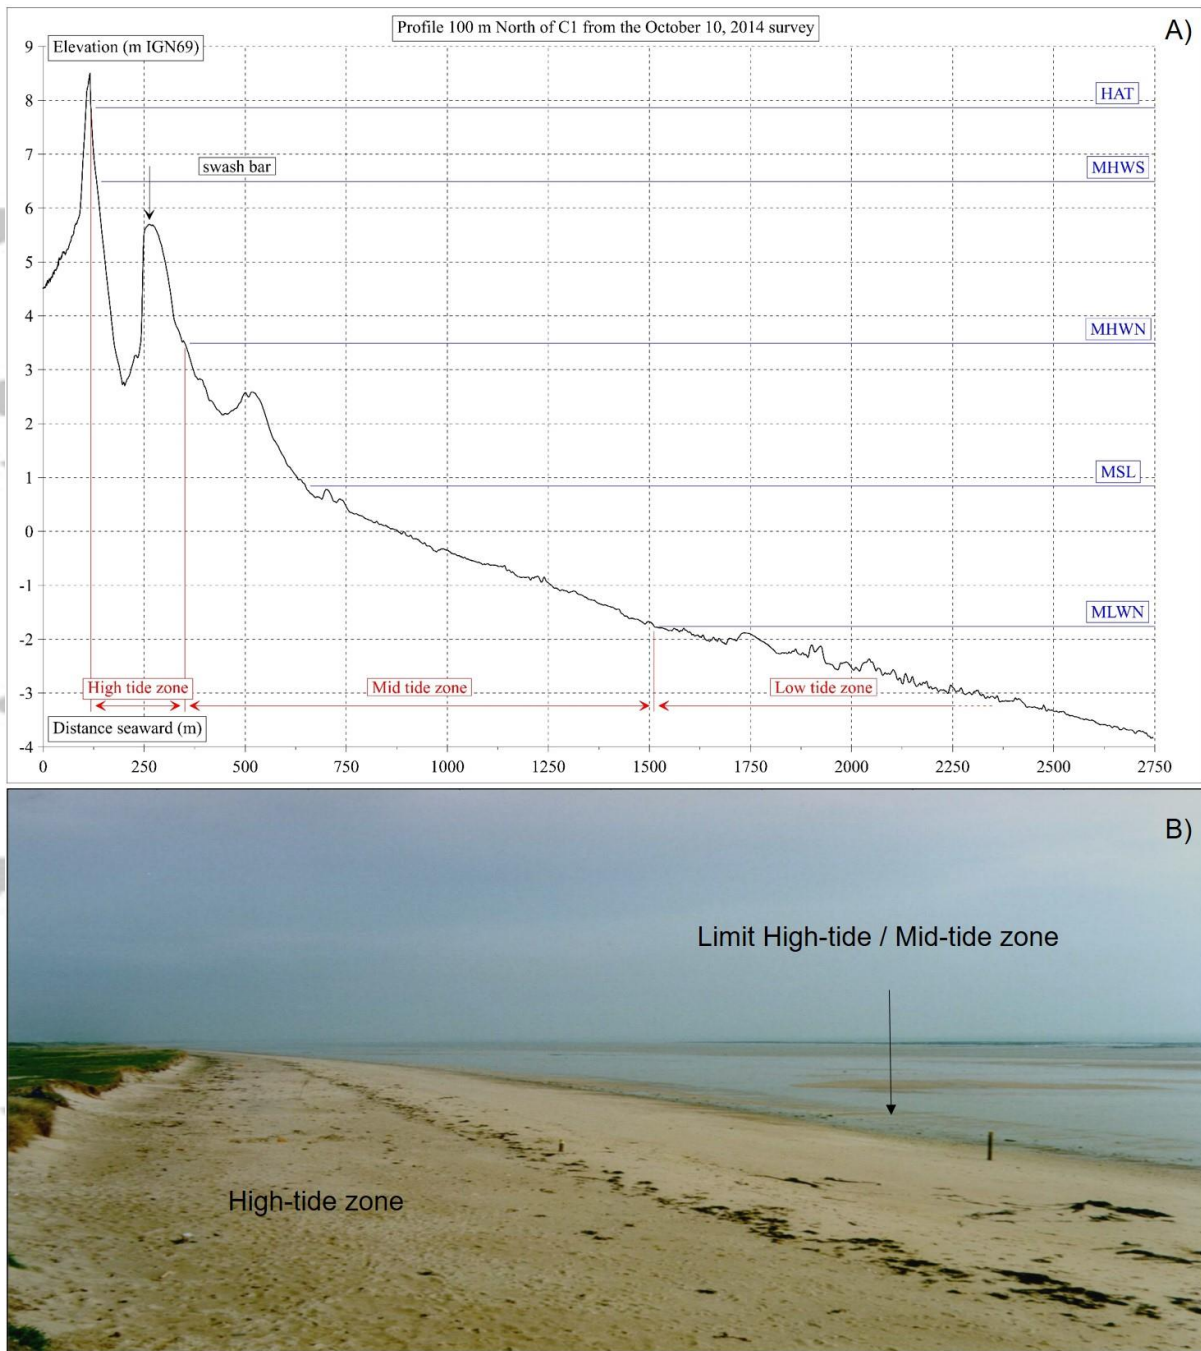 Profile 100 m North of C1 from the October 10, 2014 survey
A)
Elevation (m IGN69)
9
8
7
6
5
4
3
2
1
0
-1
-2
-3
-4
HAT
MHWS
swash bar
MHWN
MSL
MLWN
High tide zone
Mid tide zone
Low tide zone
Distance seaward (m)
0 250 500 750 1000 1250 1500 1750 2000 2250 2500 2750
B)
Limit High-tide / Mid-tide zone
High-tide zone